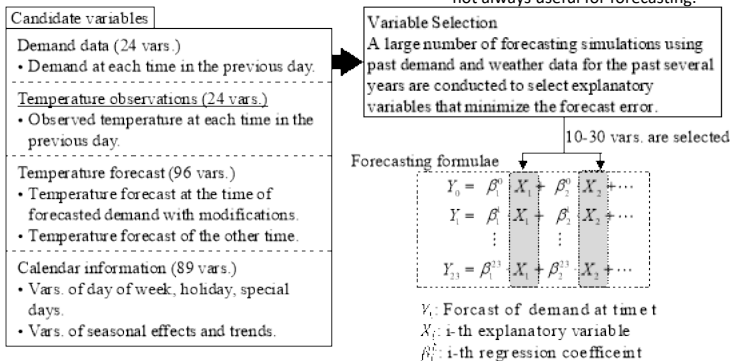 not always useful for forecasting.
Candidate variables
Demand data (24 vars.)
• Demand at each time in the previous day.
Temperature observations (24 vars.)
• Observed temperature at each time in the
previous day.
Temperature forecast (96 vars.)
• Temperature forecast at the time of
forecasted demand with modifications.
• Temperature forecast of the other time.
Calendar information (89 vars.)
• Vars. of day of week, holiday, special
days.
• Vars. of seasonal effects and trends.
Variable Selection
A large number of forecasting simulations using
past demand and weather data for the past several
years are conducted to select explanatory
variables that minimize the forecast error.
10-30 vars. are selected
Forecasting formulae
Y₀ = β₁⁰ X₁ + β₂⁰ X₂ + ⋯
Y₁ = β₁¹ X₁ + β₂¹ X₂ + ⋯
⋮ ⋮
Y₂₃ = β₁²³ X₁ + β₂²³ X₂ + ⋯
Yₜ: Forcast of demand at time t
Xᵢ: i-th explanatory variable
βᵢᵗ: i-th regression coefficeint